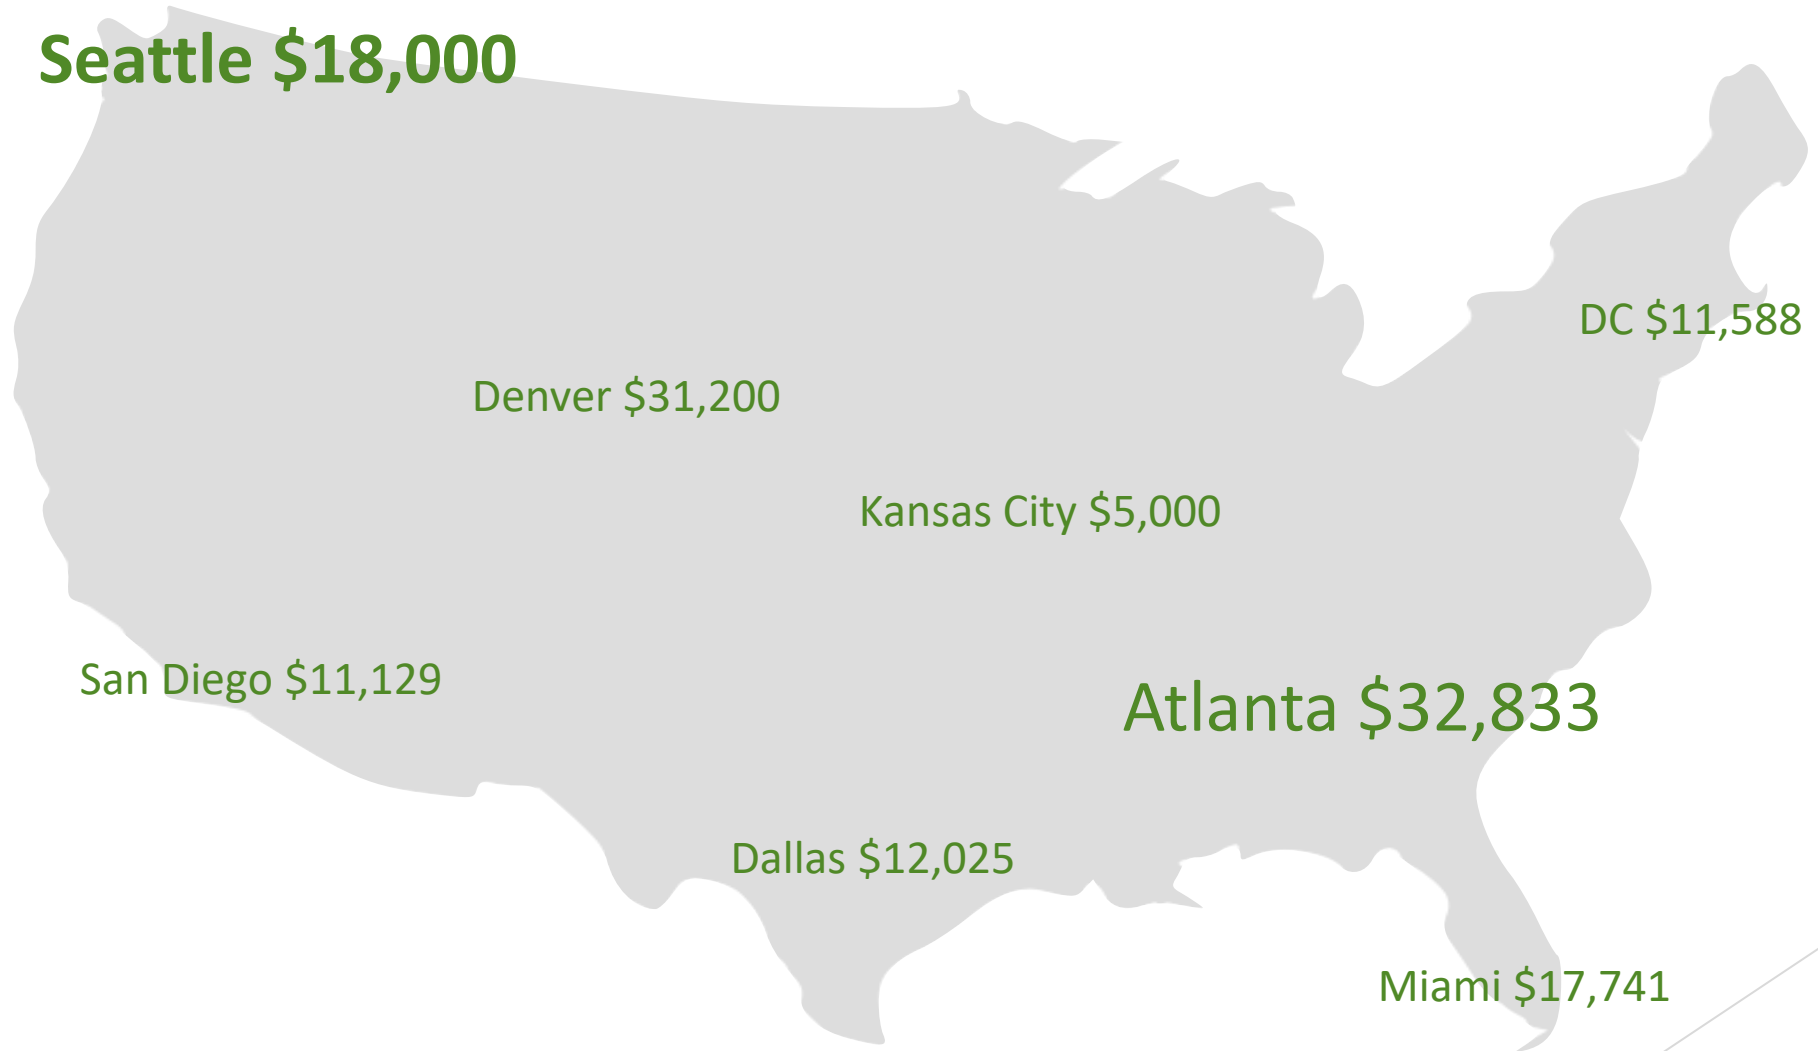 Seattle $18,000
DC $11,588
Denver $31,200
Kansas City $5,000
San Diego $11,129
Atlanta $32,833
Dallas $12,025
Miami $17,741